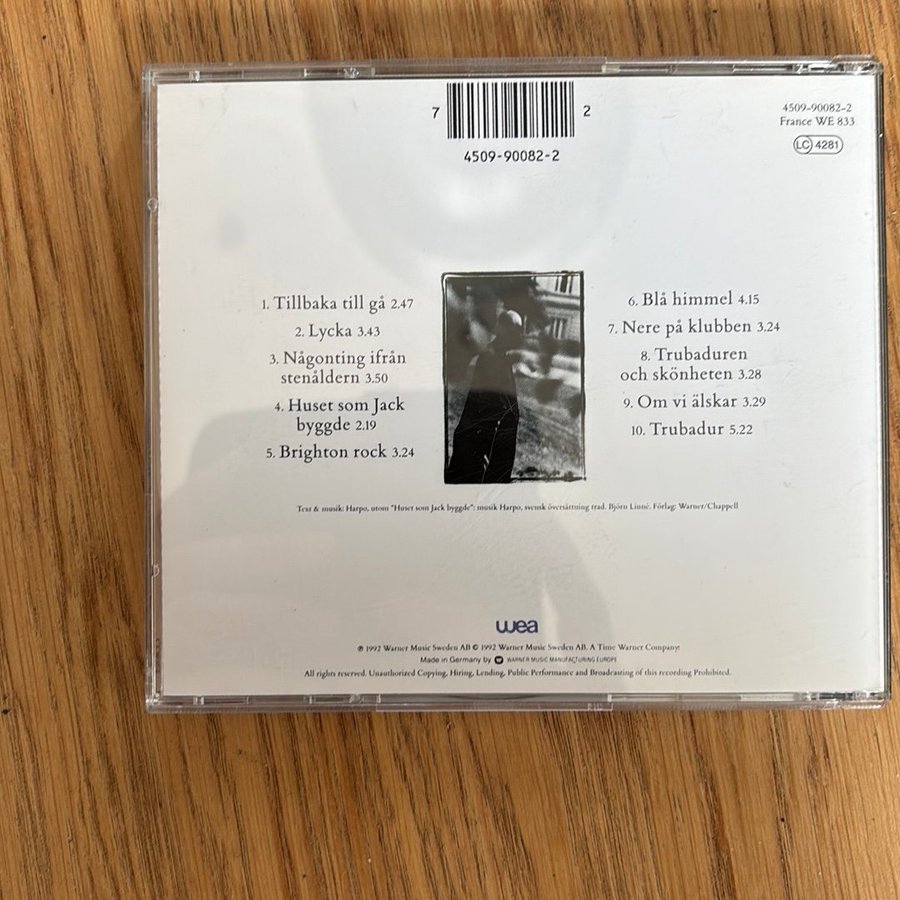 7 2
4509-90082-2
4509-90082-2
France WE 833
LC 4281
1. Tillbaka till gå 2.47
2. Lycka 3.43
3. Någonting ifrån
stenåldern 3.50
4. Huset som Jack
byggde 2.19
5. Brighton rock 3.24
6. Blå himmel 4.15
7. Nere på klubben 3.24
8. Trubaduren
och skönheten 3.28
9. Om vi älskar 3.29
10. Trubadur 5.22
Text & musik: Harpo, utom "Huset som Jack byggde": musik Harpo, svensk översättning trad. Björn Linné. Förlag: Warner/Chappell
wea
℗ 1992 Warner Music Sweden AB © 1992 Warner Music Sweden AB. A Time Warner Company.
Made in Germany by WARNER MUSIC MANUFACTURING EUROPE
All rights reserved. Unauthorized Copying, Hiring, Lending, Public Performance and Broadcasting of this recording Prohibited.